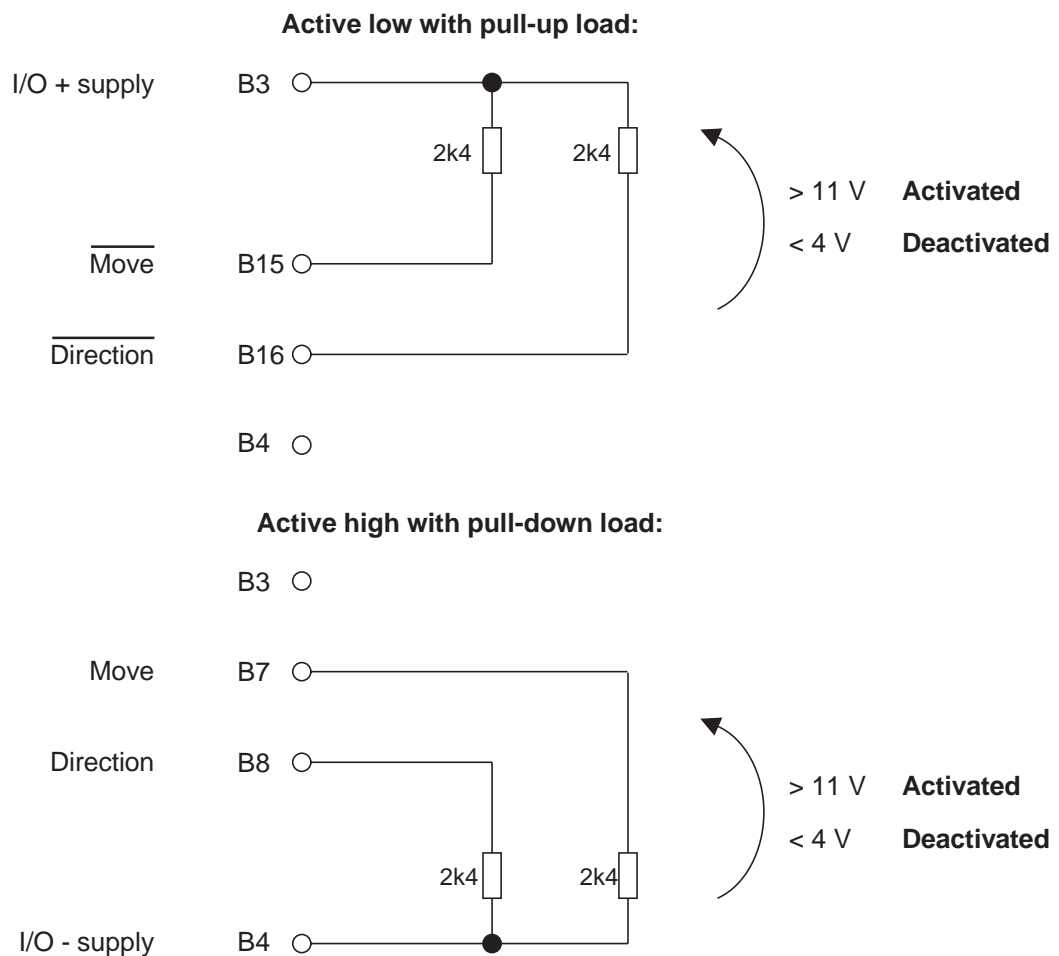 Active low with pull-up load:
I/O + supply B3
2k4 2k4
> 11 V Activated
< 4 V Deactivated
Move B15
Direction B16
B4
Active high with pull-down load:
B3
Move B7
Direction B8
> 11 V Activated
< 4 V Deactivated
2k4 2k4
I/O - supply B4